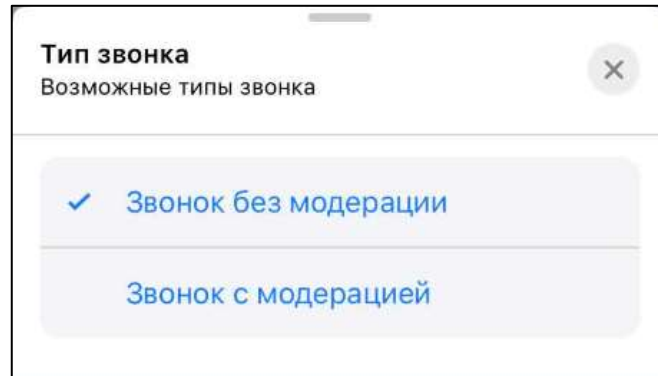 Тип звонка
Возможные типы звонка
Звонок без модерации
Звонок с модерацией